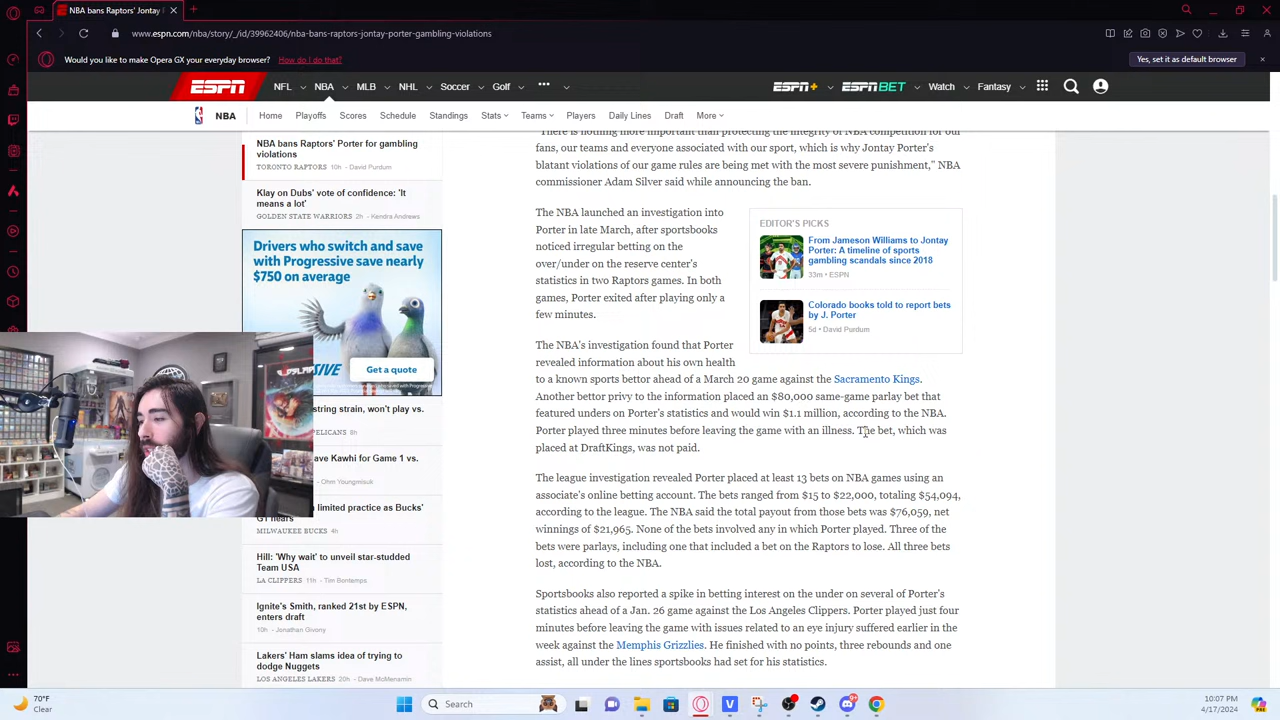 NBA bans Raptors' Jontay
www.espn.com/nba/story/_/id/39962406/nba-raptors-jontay-porter-gambling
Would you like to make Opera GX your everyday browser? How do I do that?
Yes, set it as default browser
ESPN NFL NBA MLB NHL Soccer Golf ••• ESPN+ ESPN BET Watch Fantasy
NBA Home Playoffs Scores Schedule Standings Stats Teams Players Daily Lines Draft More
NBA bans Raptors' Porter for gambling
violations
TORONTO RAPTORS 10h • David Purdum
Klay on Dubs' vote of confidence: 'It
means a lot'
GOLDEN STATE WARRIORS 2h • Kendra Andrews
Drivers who switch and save
with Progressive save nearly
$750 on average
Get a quote
string strain, won't play vs.
PELICANS 8h
ave Kawhi for Game 1 vs.
• Ohm Youngmisuk
limited practice as Bucks'
MILWAUKEE BUCKS 4h
Hill: 'Why wait' to unveil star-studded
Team USA
LA CLIPPERS 11h • Tim Bontemps
Ignite's Smith, ranked 21st by ESPN,
enters draft
10h • Jonathan Givony
Lakers' Ham slams idea of trying to
dodge Nuggets
LOS ANGELES LAKERS 20h • Dave McMenamin
"There is nothing more important than protecting the integrity of NBA competition for our
fans, our teams and everyone associated with our sport, which is why Jontay Porter's
blatant violations of our game rules are being met with the most severe punishment," NBA
commissioner Adam Silver said while announcing the ban.
The NBA launched an investigation into
Porter in late March, after sportsbooks
noticed irregular betting on the
over/under on the reserve center's
statistics in two Raptors games. In both
games, Porter exited after playing only a
few minutes.
EDITOR'S PICKS
From Jameson Williams to Jontay
Porter: A timeline of sports
gambling scandals since 2018
33m • ESPN
Colorado books told to report bets
by J. Porter
5d • David Purdum
The NBA's investigation found that Porter
revealed information about his own health
to a known sports bettor ahead of a March 20 game against the Sacramento Kings.
Another bettor privy to the information placed an $80,000 same-game parlay bet that
featured unders on Porter's statistics and would win $1.1 million, according to the NBA.
Porter played three minutes before leaving the game with an illness. The bet, which was
placed at DraftKings, was not paid.
The league investigation revealed Porter placed at least 13 bets on NBA games using an
associate's online betting account. The bets ranged from $15 to $22,000, totaling $54,094,
according to the league. The NBA said the total payout from those bets was $76,059, net
winnings of $21,965. None of the bets involved any in which Porter played. Three of the
bets were parlays, including one that included a bet on the Raptors to lose. All three bets
lost, according to the NBA.
Sportsbooks also reported a spike in betting interest on the under on several of Porter's
statistics ahead of a Jan. 26 game against the Los Angeles Clippers. Porter played just four
minutes before leaving the game with issues related to an eye injury suffered earlier in the
week against the Memphis Grizzlies. He finished with no points, three rebounds and one
assist, all under the lines sportsbooks had set for his statistics.
70°F
Clear
Search
10:07 PM
4/17/2024